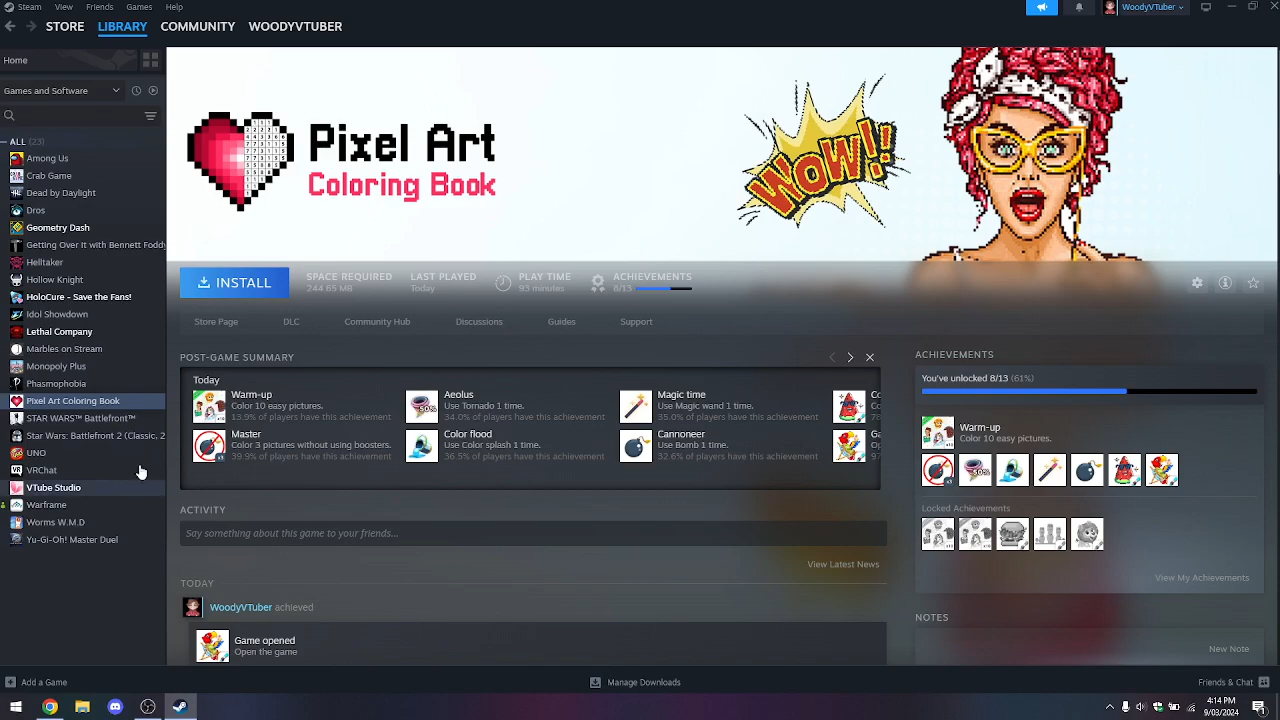 Steam View Friends Games Help WoodyVTuber
STORE LIBRARY COMMUNITY WOODYVTUBER
Home
Games and Software
ALL (23)
Among Us
Crab Game
Dead by Daylight
Dros
Getting Over It with Bennett Foddy
Helltaker
Hollow Knight
HoloCure
Idol Showdown
Lethal Company
Marbles on Stream
Monopoly Plus
Phasmophobia
Pixel Art Coloring Book
STAR WARS™ Battlefront™
Star Wars: Battlefront 2 (Classic, 2
UNO
VRChat
VTube Studio
Warframe
Worms W.M.D
Yu-Gi-Oh! Master Duel
Pixel Art
Coloring Book
WOW!!
INSTALL
SPACE REQUIRED
244.65 MB
LAST PLAYED
Today
PLAY TIME
93 minutes
ACHIEVEMENTS
8/13
Store Page DLC Community Hub Discussions Guides Support
POST-GAME SUMMARY
Today
Warm-up
Color 10 easy pictures.
13.9% of players have this achievement
Aeolus
Use Tornado 1 time.
34.0% of players have this achievement
Magic time
Use Magic wand 1 time.
35.0% of players have this achievement
Master
Color 3 pictures without using boosters.
39.9% of players have this achievement
Color flood
Use Color splash 1 time.
36.5% of players have this achievement
Cannoneer
Use Bomb 1 time.
32.6% of players have this achievement
ACTIVITY
Say something about this game to your friends...
View Latest News
TODAY
WoodyVTuber achieved
Game opened
Open the game
ACHIEVEMENTS
You've unlocked 8/13 (61%)
Warm-up
Color 10 easy pictures.
50%
Locked Achievements
View My Achievements
NOTES
New Note
Add a Game
Manage Downloads
Friends & Chat
4:14 PM
9/03/2024